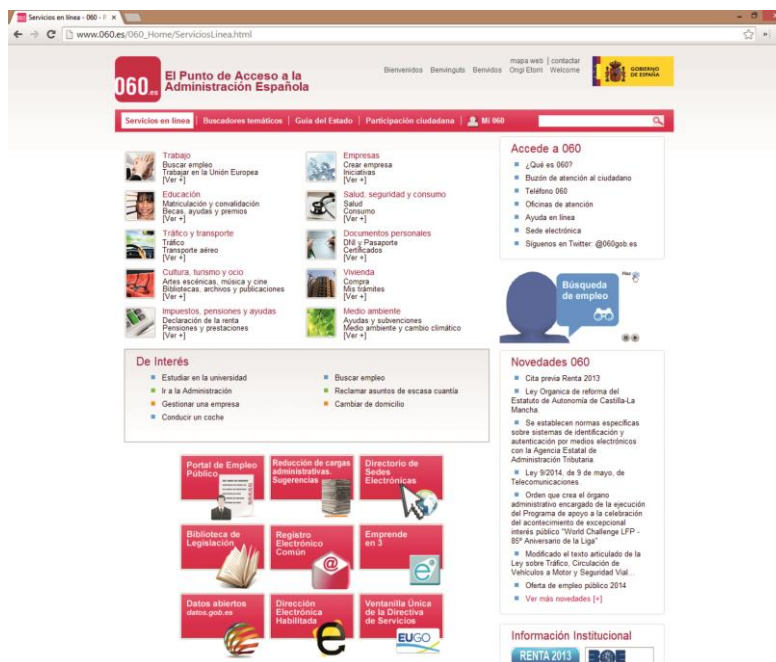 Servicios en línea - 060 - P
www.060.es/060_Home/ServiciosLinea.html
060.es
El Punto de Acceso a la
Administración Española
Bienvenidos Benvinguts Benvidos Ongi Etorri Welcome
mapa web | contactar
GOBIERNO
DE ESPAÑA
Servicios en línea | Buscadores temáticos | Guía del Estado | Participación ciudadana | Mi 060
Trabajo
Buscar empleo
Trabajar en la Unión Europea
[Ver +]
Empresas
Crear empresa
Iniciativas
[Ver +]
Educación
Matriculación y convalidación
Becas, ayudas y premios
[Ver +]
Salud, seguridad y consumo
Salud
Consumo
[Ver +]
Tráfico y transporte
Tráfico
Transporte aéreo
[Ver +]
Documentos personales
DNI y Pasaporte
Certificados
[Ver +]
Cultura, turismo y ocio
Artes escénicas, música y cine
Bibliotecas, archivos y publicaciones
[Ver +]
Vivienda
Compra
Mis trámites
[Ver +]
Impuestos, pensiones y ayudas
Declaración de la renta
Pensiones y prestaciones
[Ver +]
Medio ambiente
Ayudas y subvenciones
Medio ambiente y cambio climático
[Ver +]
De Interés
Estudiar en la universidad
Ir a la Administración
Gestionar una empresa
Conducir un coche
Buscar empleo
Reclamar asuntos de escasa cuantía
Cambiar de domicilio
Portal de Empleo
Público
Reducción de cargas
administrativas.
Sugerencias
Directorio de
Sedes
Electrónicas
Biblioteca de
Legislación
Registro
Electrónico
Común
Emprende
en 3
Datos abiertos
datos.gob.es
Dirección
Electrónica
Habilitada
Ventanilla Única
de la Directiva
de Servicios
EUGO
Accede a 060
¿Qué es 060?
Buzón de atención al ciudadano
Teléfono 060
Oficinas de atención
Ayuda en línea
Sede electrónica
Síguenos en Twitter: @060gob.es
Búsqueda
de empleo
Novedades 060
Cita previa Renta 2013
Ley Organica de reforma del
Estatuto de Autonomía de Castilla-La
Mancha.
Se establecen normas específicas
sobre sistemas de identificación y
autenticación por medios electrónicos
con la Agencia Estatal de
Administración Tributaria.
Ley 9/2014, de 9 de mayo, de
Telecomunicaciones.
Orden que crea el órgano
administrativo encargado de la ejecución
del Programa de apoyo a la celebración
del acontecimiento de excepcional
interés público "World Challenge LFP -
85º Aniversario de la Liga"
Modificado el texto articulado de la
Ley sobre Tráfico, Circulación de
Vehículos a Motor y Seguridad Vial...
Oferta de empleo público 2014
Ver más novedades [+]
Información Institucional
RENTA 2013
BOE